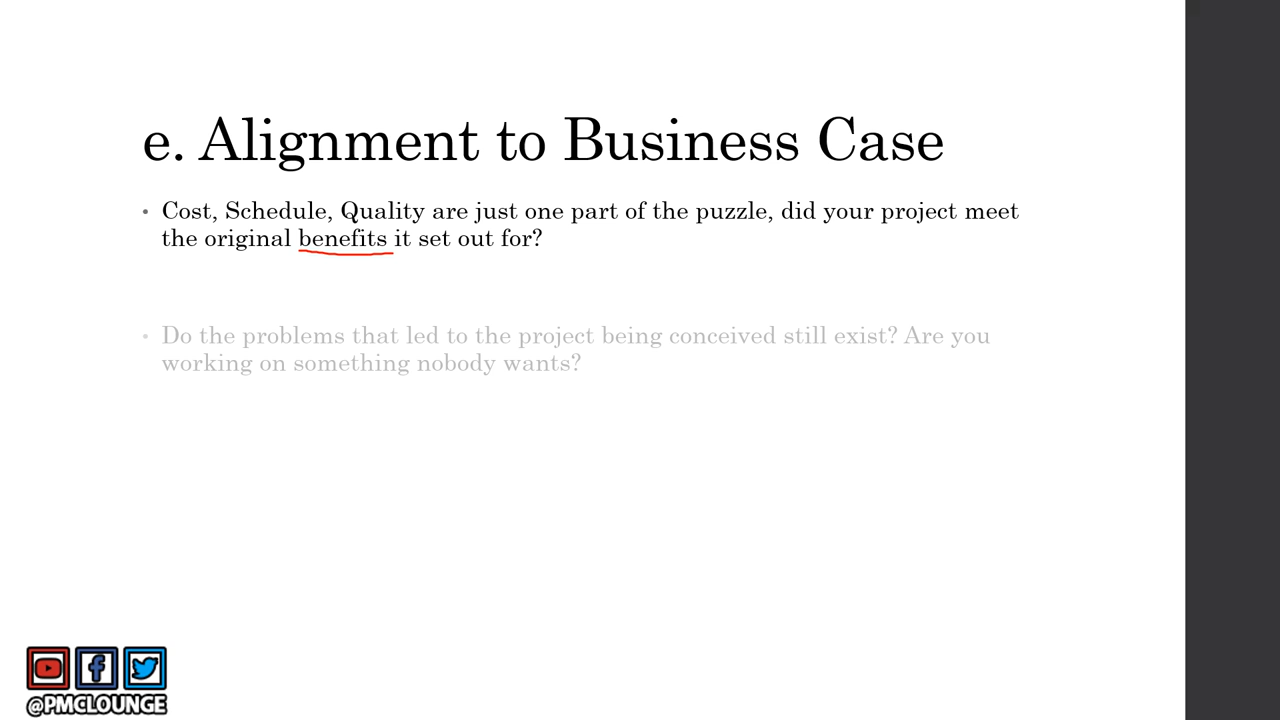 e. Alignment to Business Case
• Cost, Schedule, Quality are just one part of the puzzle, did your project meet
the original benefits it set out for?
• Do the problems that led to the project being conceived still exist? Are you
working on something nobody wants?
@PMCLOUNGE